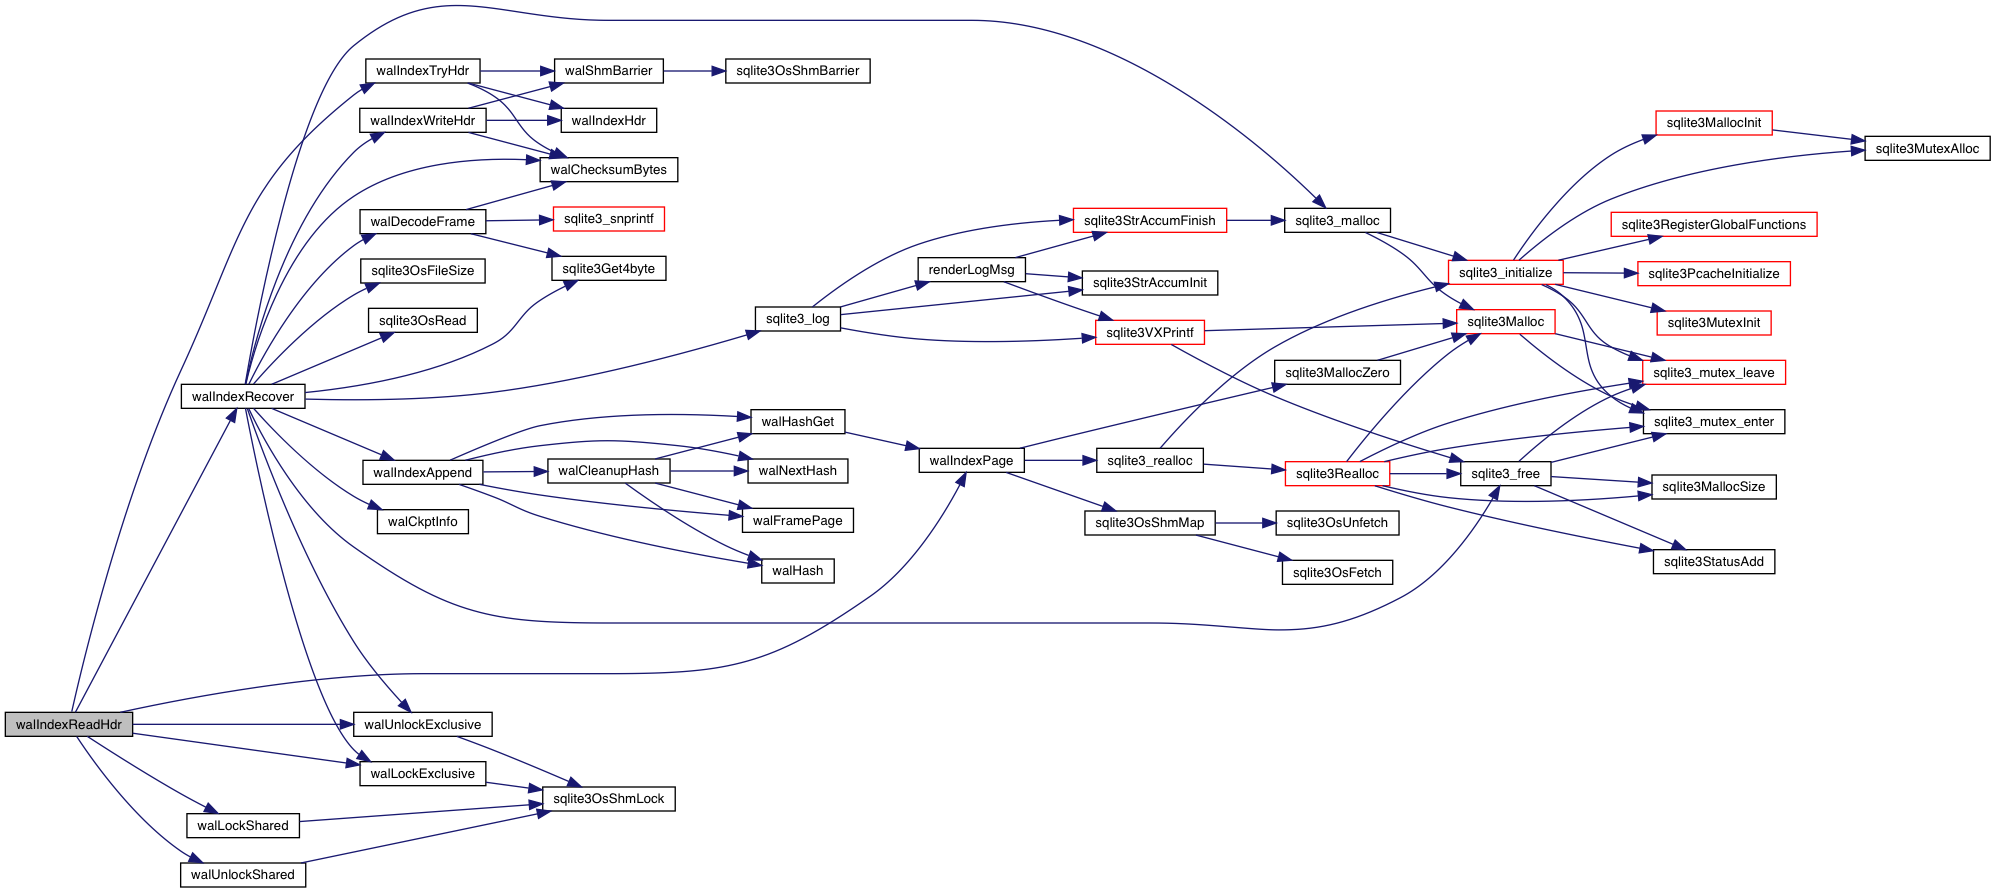 walIndexReadHdr
walIndexRecover
walLockShared
walUnlockShared
walIndexTryHdr
walIndexWriteHdr
walDecodeFrame
sqlite3OsFileSize
sqlite3OsRead
walIndexAppend
walCkptInfo
walUnlockExclusive
walLockExclusive
walShmBarrier
walIndexHdr
walChecksumBytes
sqlite3_snprintf
sqlite3Get4byte
walCleanupHash
sqlite3OsShmLock
sqlite3OsShmBarrier
sqlite3_log
walHashGet
walNextHash
walFramePage
walHash
renderLogMsg
walIndexPage
sqlite3StrAccumFinish
sqlite3StrAccumInit
sqlite3VXPrintf
sqlite3_realloc
sqlite3OsShmMap
sqlite3_malloc
sqlite3MallocZero
sqlite3Realloc
sqlite3OsUnfetch
sqlite3OsFetch
sqlite3_initialize
sqlite3Malloc
sqlite3_free
sqlite3MallocInit
sqlite3RegisterGlobalFunctions
sqlite3PcacheInitialize
sqlite3MutexInit
sqlite3_mutex_leave
sqlite3_mutex_enter
sqlite3MallocSize
sqlite3StatusAdd
sqlite3MutexAlloc